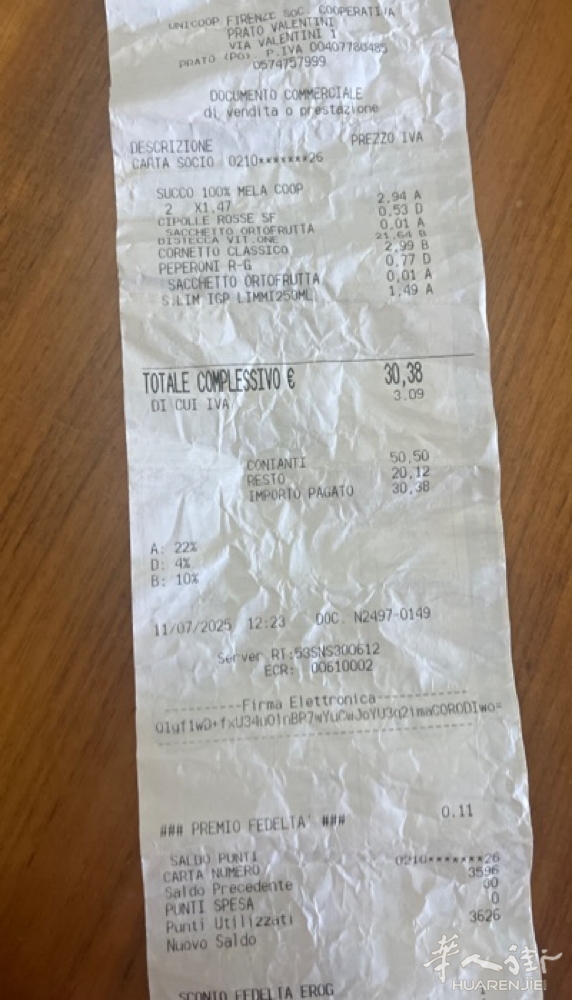 UNICOOP FIRENZE SOC. COOPERATIVA
PRATO VALENTINI
VIA VALENTINI 1
PRATO (PO) P.IVA 00407780485
0574757999
DOCUMENTO COMMERCIALE
di vendita o prestazione
DESCRIZIONE PREZZO IVA
CARTA SOCIO 0210*******26
SUCCO 100% MELA COOP
2 X1.47 2,94 A
CIPOLLE ROSSE SF 0,53 D
SACCHETTO ORTOFRUTTA 0,01 A
BISTECCA VIT.ONE 21,64 B
CORNETTO CLASSICO 2,99 B
PEPERONI R-G 0,77 D
SACCHETTO ORTOFRUTTA 0,01 A
S.LIM IGP LIMMI250ML 1,49 A
TOTALE COMPLESSIVO € 30,38
DI CUI IVA 3.09
CONTANTI 50,50
RESTO 20,12
IMPORTO PAGATO 30,38
A: 22%
D: 4%
B: 10%
11/07/2025 12:23 DOC. N2497-0149
Server RT:53SNS300612
ECR: 00610002
----------Firma Elettronica----------
### PREMIO FEDELTA' ### 0.11
SALDO PUNTI
CARTA NUMERO 0210*******26
Saldo Precedente 3596
PUNTI SPESA 30
Punti Utilizzati 0
Nuovo Saldo 3626
SCONTO FEDELTA EROG
华人街
HUARENJIE